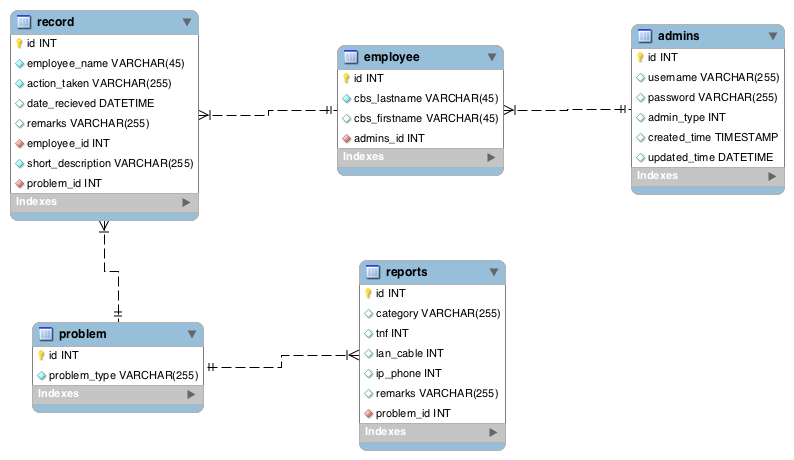 record
id INT
employee_name VARCHAR(45)
action_taken VARCHAR(255)
date_recieved DATETIME
remarks VARCHAR(255)
employee_id INT
short_description VARCHAR(255)
problem_id INT
Indexes
employee
id INT
cbs_lastname VARCHAR(45)
cbs_firstname VARCHAR(45)
admins_id INT
Indexes
admins
id INT
username VARCHAR(255)
password VARCHAR(255)
admin_type INT
created_time TIMESTAMP
updated_time DATETIME
Indexes
problem
id INT
problem_type VARCHAR(255)
Indexes
reports
id INT
category VARCHAR(255)
tnf INT
lan_cable INT
ip_phone INT
remarks VARCHAR(255)
problem_id INT
Indexes